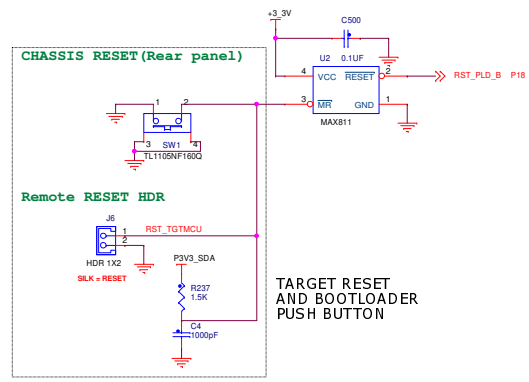 +3_3V
C500
0.1UF
CHASSIS RESET(Rear panel)
U2
4 VCC RESET 2
RST_PLD_B P18
3 MR GND 1
MAX811
1 2
3 4
SW1
TL1105NF160Q
Remote RESET HDR
J6
1 RST_TGTMCU
2
HDR 1X2
SILK = RESET
P3V3_SDA
R237
1.5K
C4
1000pF
TARGET RESET
AND BOOTLOADER
PUSH BUTTON